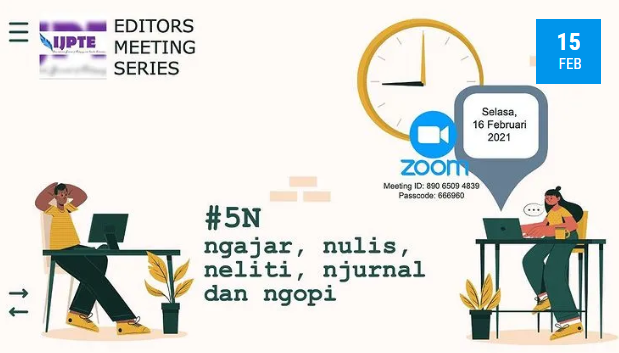 IJPTE
EDITORS
MEETING
SERIES
15
FEB
Selasa,
16 Februari
2021
zoom
Meeting ID: 890 6509 4839
Passcode: 666960
#5N
ngajar, nulis,
neliti, njurnal
dan ngopi